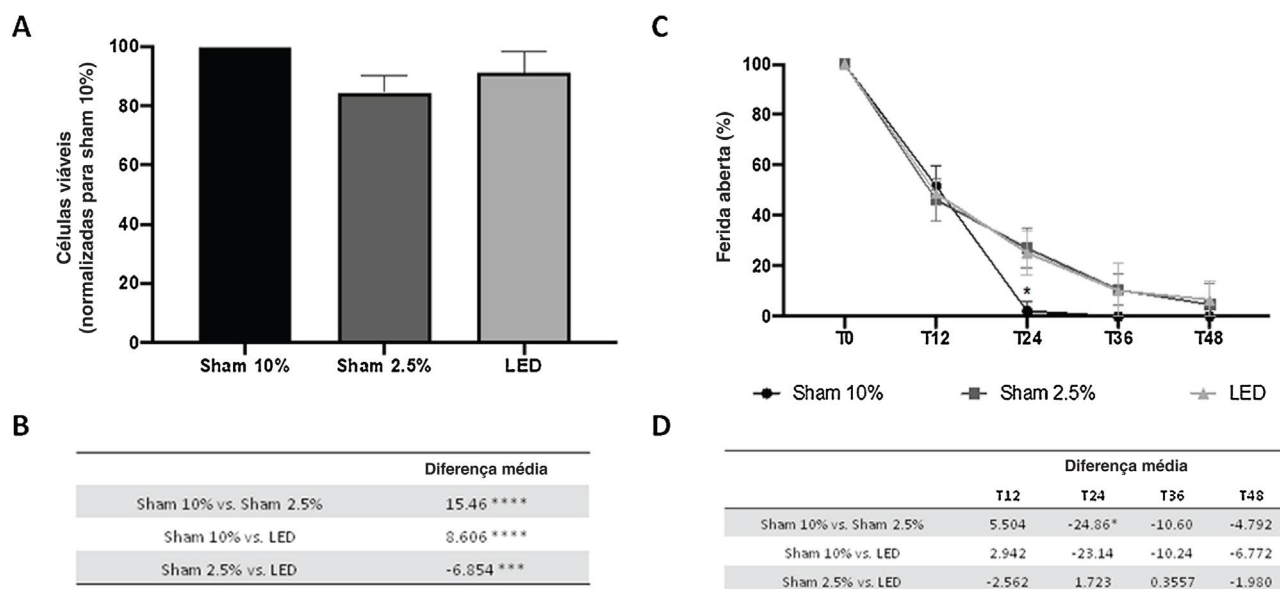 A
Células viáveis
(normalizadas para sham 10%)
100
80
60
40
20
0
Sham 10%
Sham 2.5%
LED
B
Diferença média
Sham 10% vs. Sham 2.5% 15.46 ****
Sham 10% vs. LED 8.606 ****
Sham 2.5% vs. LED -6.854 ***
C
Ferida aberta (%)
100
80
60
40
20
0
*
T0 T12 T24 T36 T48
Sham 10% Sham 2.5% LED
D
Diferença média
T12 T24 T36 T48
Sham 10% vs. Sham 2.5% 5.504 -24.86* -10.60 -4.792
Sham 10% vs. LED 2.942 -23.14 -10.24 -6.772
Sham 2.5% vs. LED -2.562 1.723 0.3557 -1.980